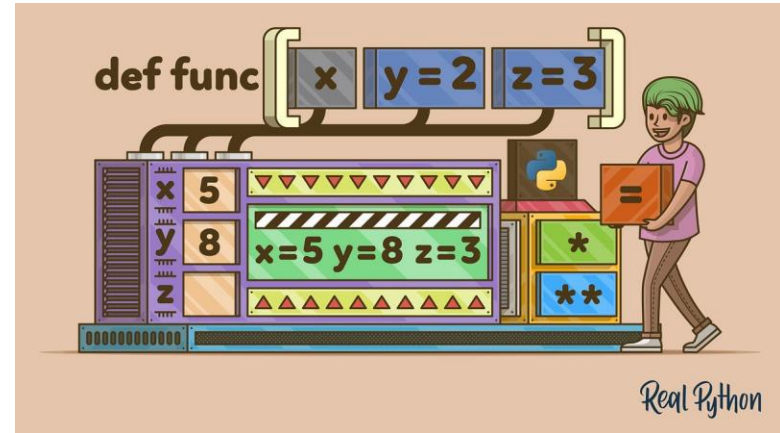 def func [ x y = 2 z = 3 ]
x 5
y 8
z
x=5 y=8 z=3
=
*
**
Real Python